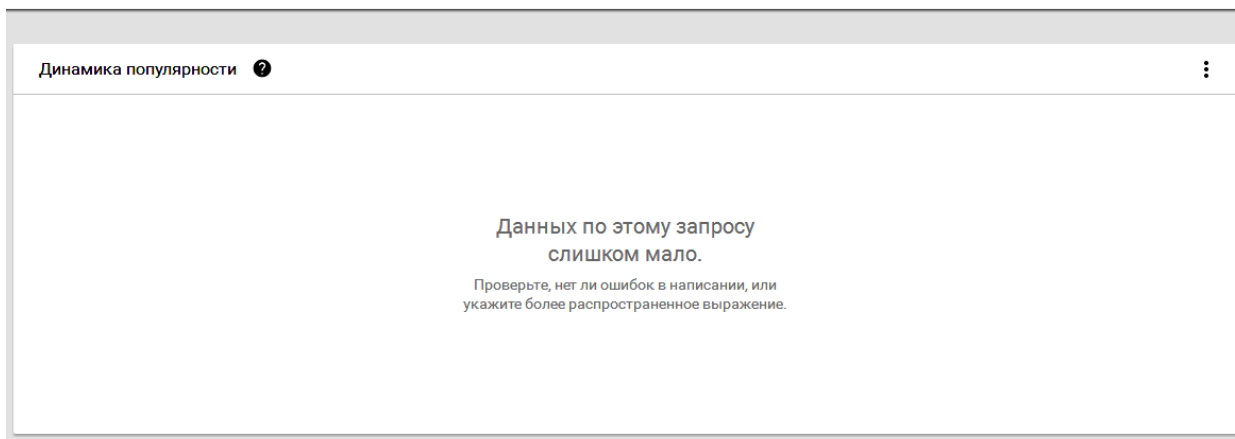 Динамика популярности ?
Данных по этому запросу
слишком мало.
Проверьте, нет ли ошибок в написании, или
укажите более распространенное выражение.